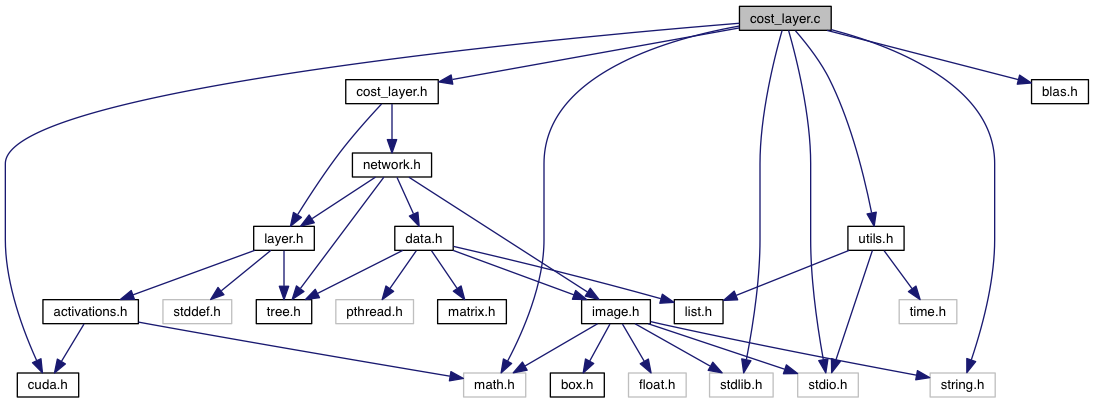 cost_layer.c
cost_layer.h
blas.h
network.h
layer.h
data.h
utils.h
activations.h
stddef.h
tree.h
pthread.h
matrix.h
image.h
list.h
time.h
cuda.h
math.h
box.h
float.h
stdlib.h
stdio.h
string.h